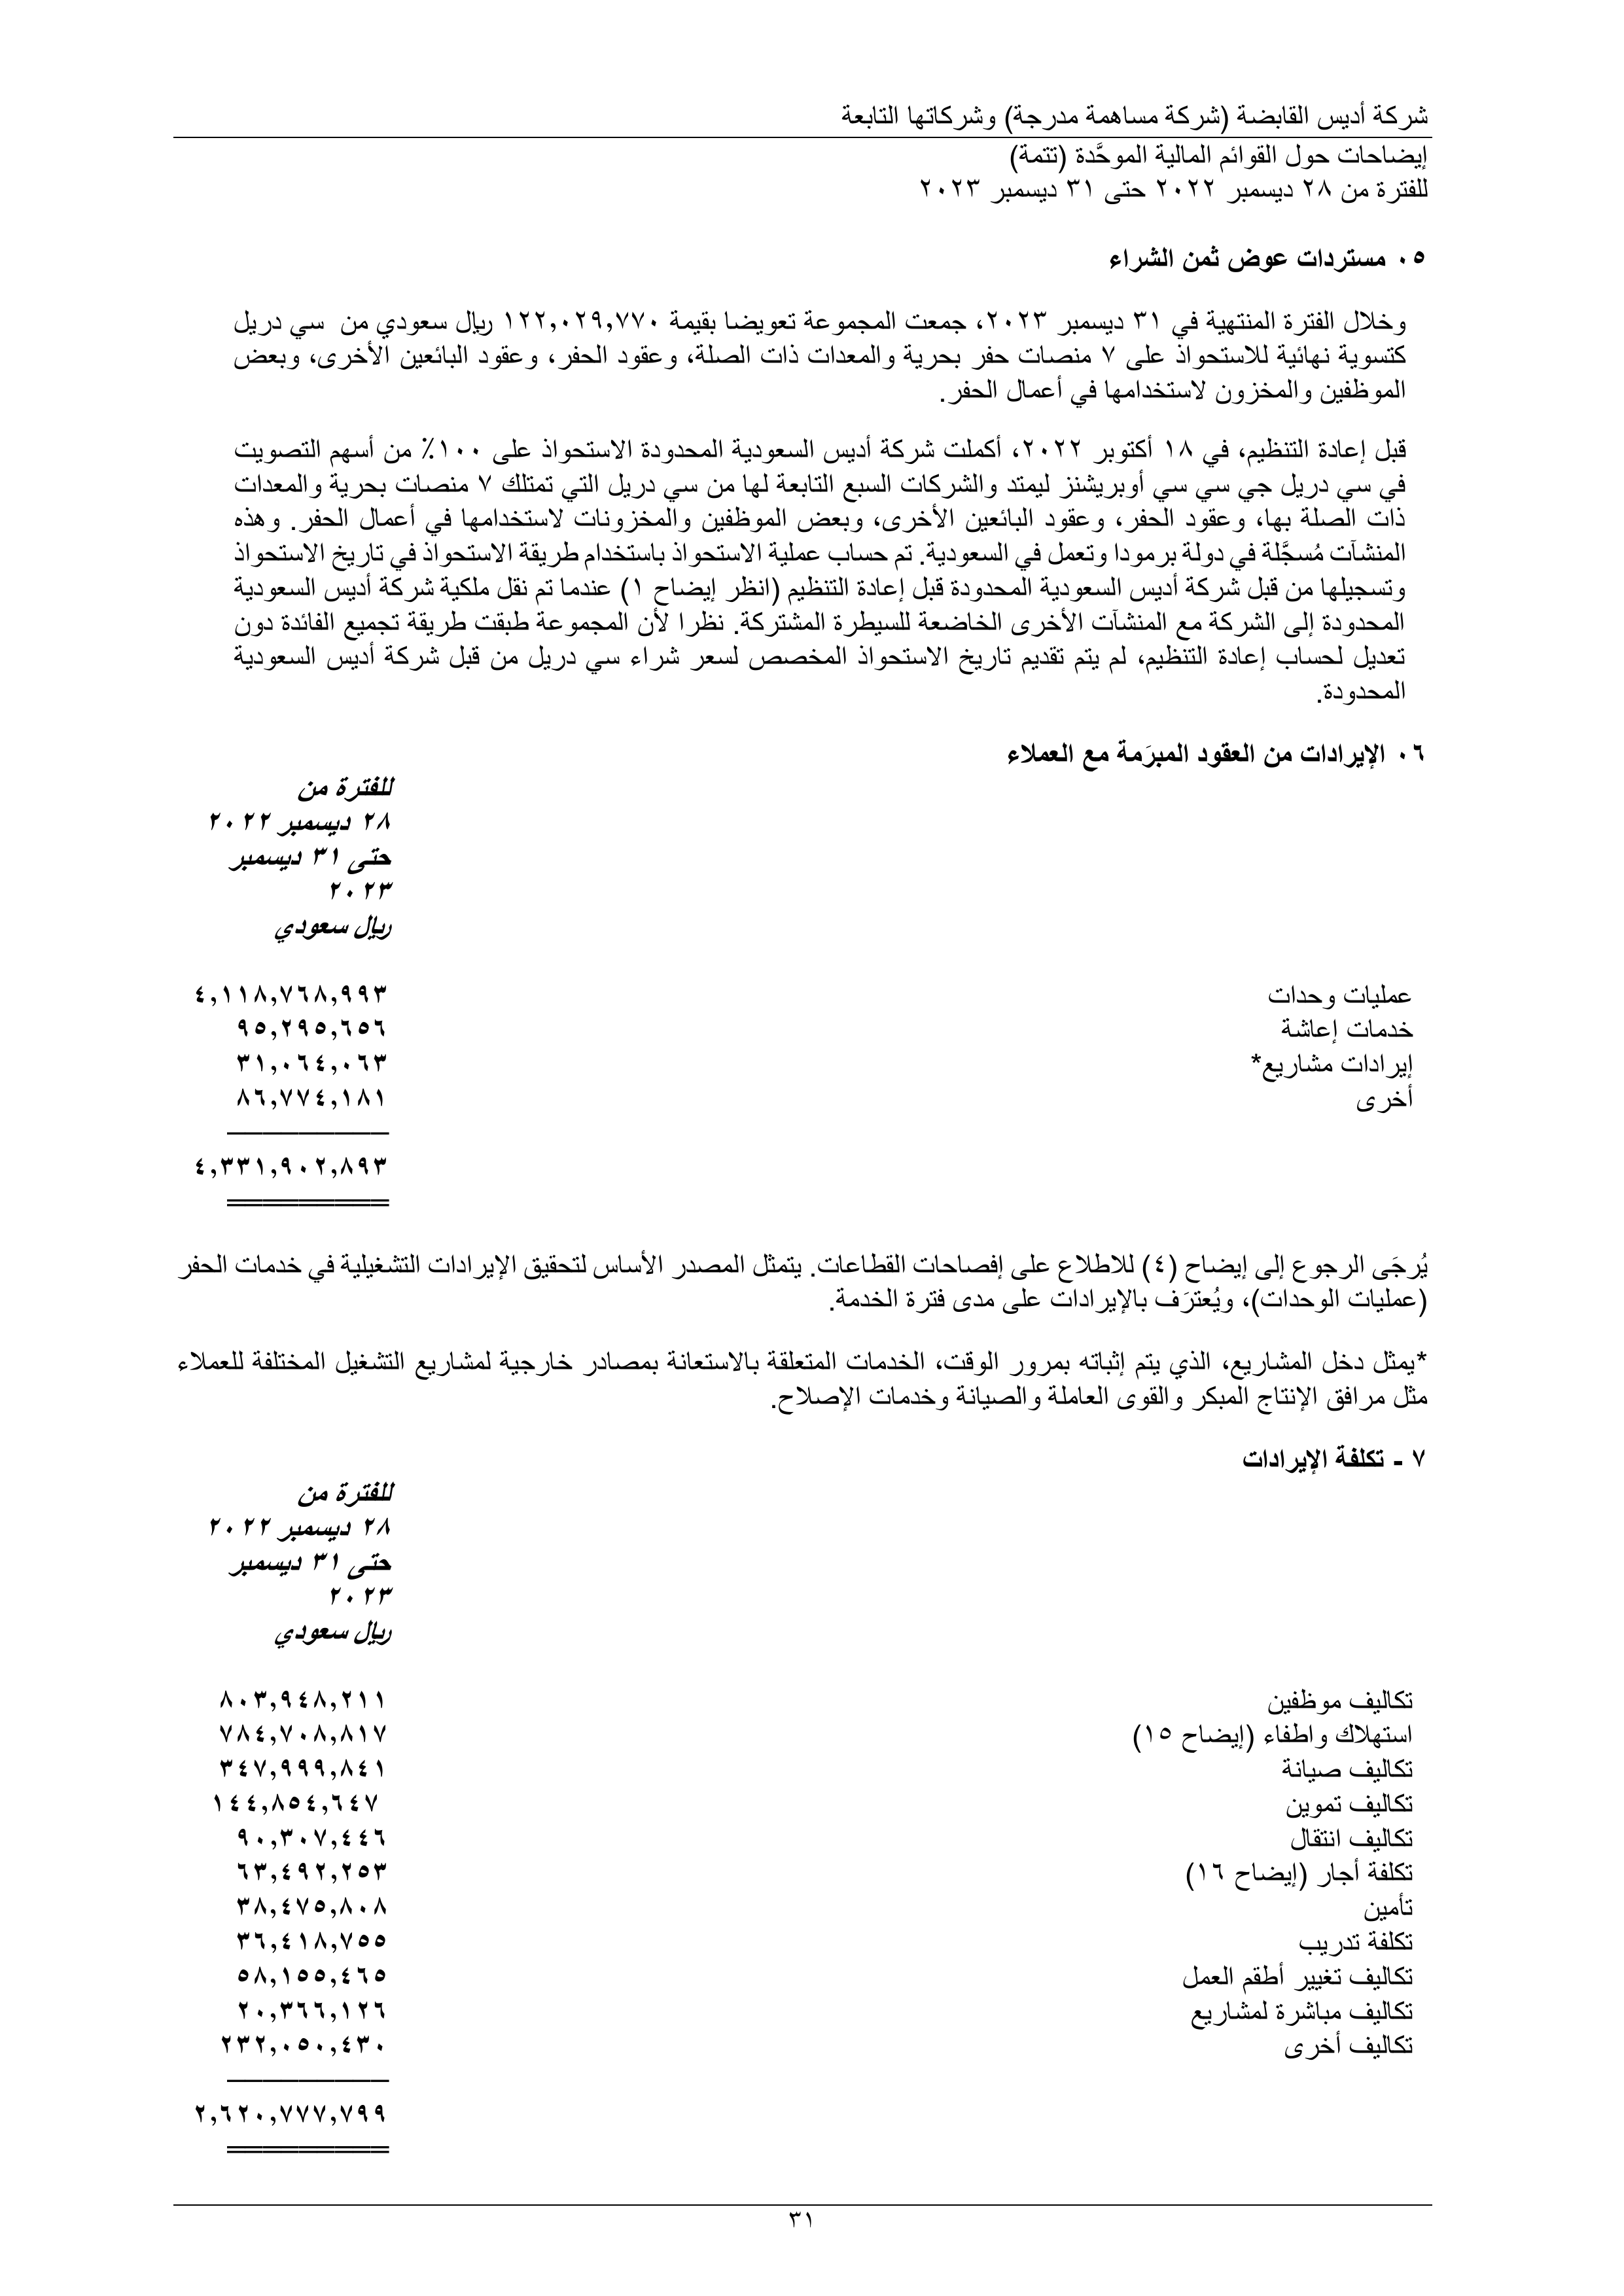 شركة أديس القابضة (شركة مساهمة مدرجة) وشركاتها التابعة
إيضاحات حول القوائم المالية الموحَّدة (تتمة)
للفترة من ٢٨ ديسمبر ٢٠٢٢ حتى ٣١ ديسمبر ٢٠٢٣
٠٥ مستردات عوض ثمن الشراء
وخلال الفترة المنتهية في ٣١ ديسمبر ٢٠٢٣، جمعت المجموعة تعويضا بقيمة ١٢٢,٠٢٩,٧٧٠ ريال سعودي من سي دريل
كتسوية نهائية للاستحواذ على ٧ منصات حفر بحرية والمعدات ذات الصلة، وعقود الحفر، وعقود البائعين الأخرى، وبعض
الموظفين والمخزون لاستخدامها في أعمال الحفر.
قبل إعادة التنظيم، في ١٨ أكتوبر ٢٠٢٢، أكملت شركة أديس السعودية المحدودة الاستحواذ على ١٠٠٪ من أسهم التصويت
في سي دريل جي سي سي أوبريشنز ليمتد والشركات السبع التابعة لها من سي دريل التي تمتلك ٧ منصات بحرية والمعدات
ذات الصلة بها، وعقود الحفر، وعقود البائعين الأخرى، وبعض الموظفين والمخزونات لاستخدامها في أعمال الحفر. وهذه
المنشآت مُسجَّلة في دولة برمودا وتعمل في السعودية. تم حساب عملية الاستحواذ باستخدام طريقة الاستحواذ في تاريخ الاستحواذ
وتسجيلها من قبل شركة أديس السعودية المحدودة قبل إعادة التنظيم (انظر إيضاح ١) عندما تم نقل ملكية شركة أديس السعودية
المحدودة إلى الشركة مع المنشآت الأخرى الخاضعة للسيطرة المشتركة. نظرا لأن المجموعة طبقت طريقة تجميع الفائدة دون
تعديل لحساب إعادة التنظيم، لم يتم تقديم تاريخ الاستحواذ المخصص لسعر شراء سي دريل من قبل شركة أديس السعودية
المحدودة.
٠٦ الإيرادات من العقود المبرَمة مع العملاء
للفترة من
٢٨ ديسمبر ٢٠٢٢
حتى ٣١ ديسمبر
٢٠٢٣
ريال سعودي
عمليات وحدات ٤,١١٨,٧٦٨,٩٩٣
خدمات إعاشة ٩٥,٢٩٥,٦٥٦
إيرادات مشاريع* ٣١,٠٦٤,٠٦٣
أخرى ٨٦,٧٧٤,١٨١
٤,٣٣١,٩٠٢,٨٩٣
يُرجَى الرجوع إلى إيضاح (٤) للاطلاع على إفصاحات القطاعات. يتمثل المصدر الأساس لتحقيق الإيرادات التشغيلية في خدمات الحفر
(عمليات الوحدات)، ويُعترَف بالإيرادات على مدى فترة الخدمة.
*يمثل دخل المشاريع، الذي يتم إثباته بمرور الوقت، الخدمات المتعلقة بالاستعانة بمصادر خارجية لمشاريع التشغيل المختلفة للعملاء
مثل مرافق الإنتاج المبكر والقوى العاملة والصيانة وخدمات الإصلاح.
٧ - تكلفة الإيرادات
للفترة من
٢٨ ديسمبر ٢٠٢٢
حتى ٣١ ديسمبر
٢٠٢٣
ريال سعودي
تكاليف موظفين ٨٠٣,٩٤٨,٢١١
استهلاك واطفاء (إيضاح ١٥) ٧٨٤,٧٠٨,٨١٧
تكاليف صيانة ٣٤٧,٩٩٩,٨٤١
تكاليف تموين ١٤٤,٨٥٤,٦٤٧
تكاليف انتقال ٩٠,٣٠٧,٤٤٦
تكلفة أجار (إيضاح ١٦) ٦٣,٤٩٢,٢٥٣
تأمين ٣٨,٤٧٥,٨٠٨
تكلفة تدريب ٣٦,٤١٨,٧٥٥
تكاليف تغيير أطقم العمل ٥٨,١٥٥,٤٦٥
تكاليف مباشرة لمشاريع ٢٠,٣٦٦,١٢٦
تكاليف أخرى ٢٣٢,٠٥٠,٤٣٠
٢,٦٢٠,٧٧٧,٧٩٩
٣١